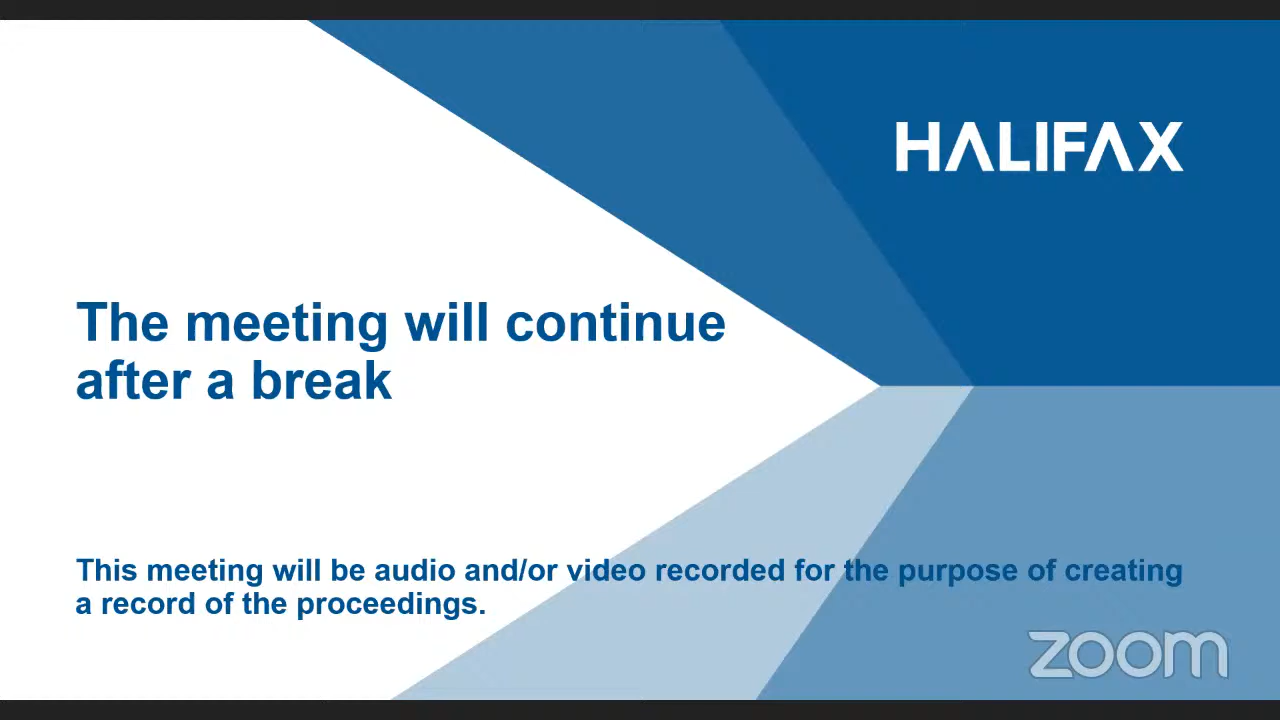 HALIFAX
The meeting will continue
after a break
This meeting will be audio and/or video recorded for the purpose of creating
a record of the proceedings.
zoom